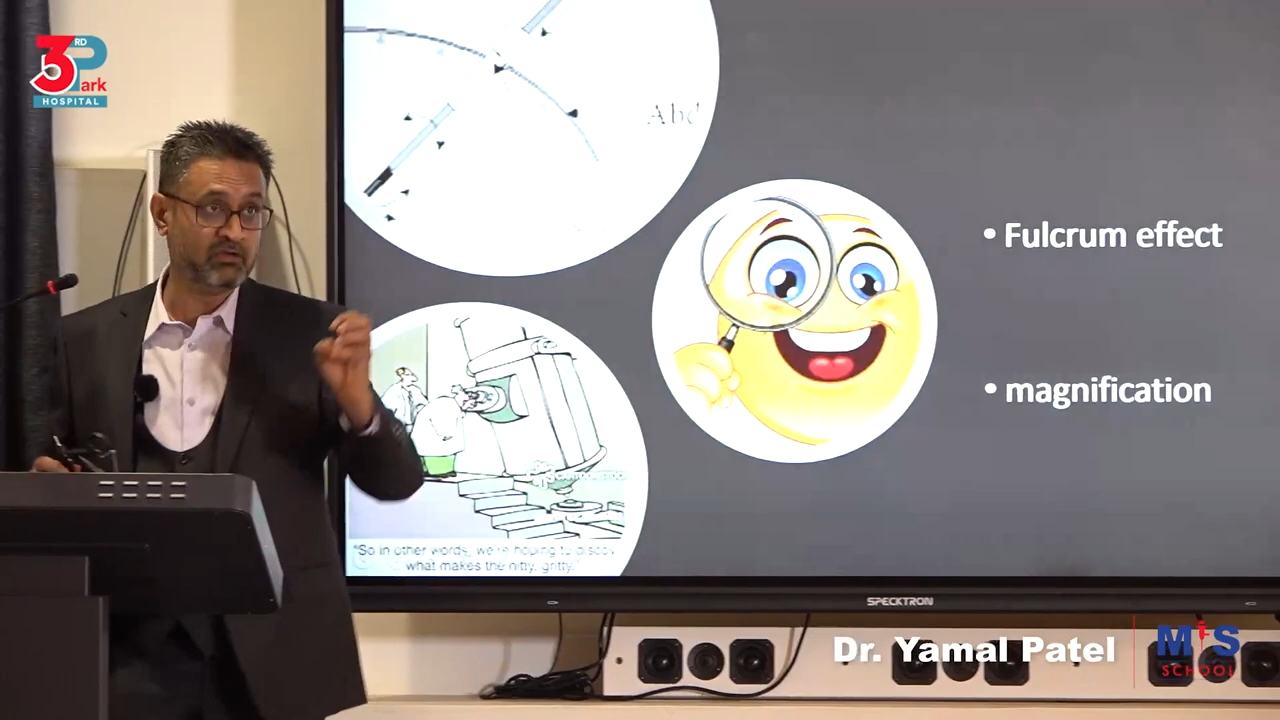 3RD Park
HOSPITAL
Abd
• Fulcrum effect
• magnification
"So in other words, we're hoping to discov
what makes the nitty, gritty."
SPECKTRON
Dr. Yamal Patel
MIS
SCHOOL